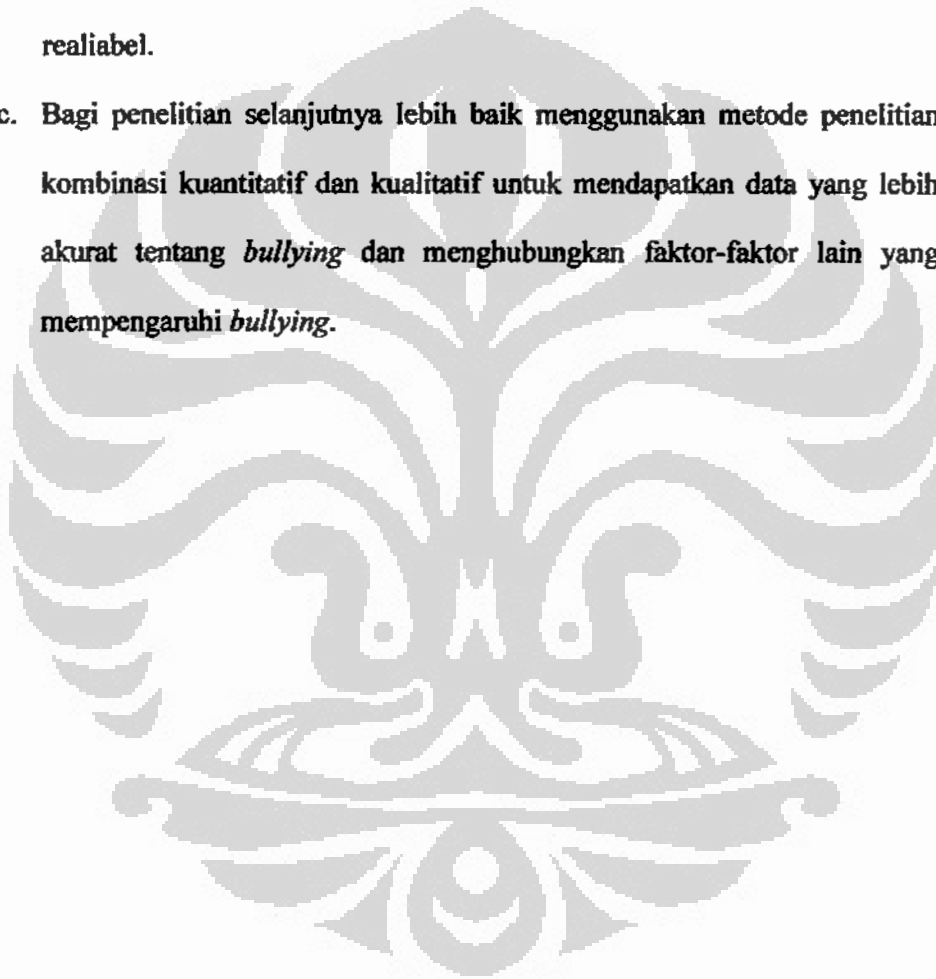 realiabel.
c. Bagi penelitian selanjutnya lebih baik menggunakan metode penelitian
kombinasi kuantitatif dan kualitatif untuk mendapatkan data yang lebih
akurat tentang bullying dan menghubungkan faktor-faktor lain yang
mempengaruhi bullying.